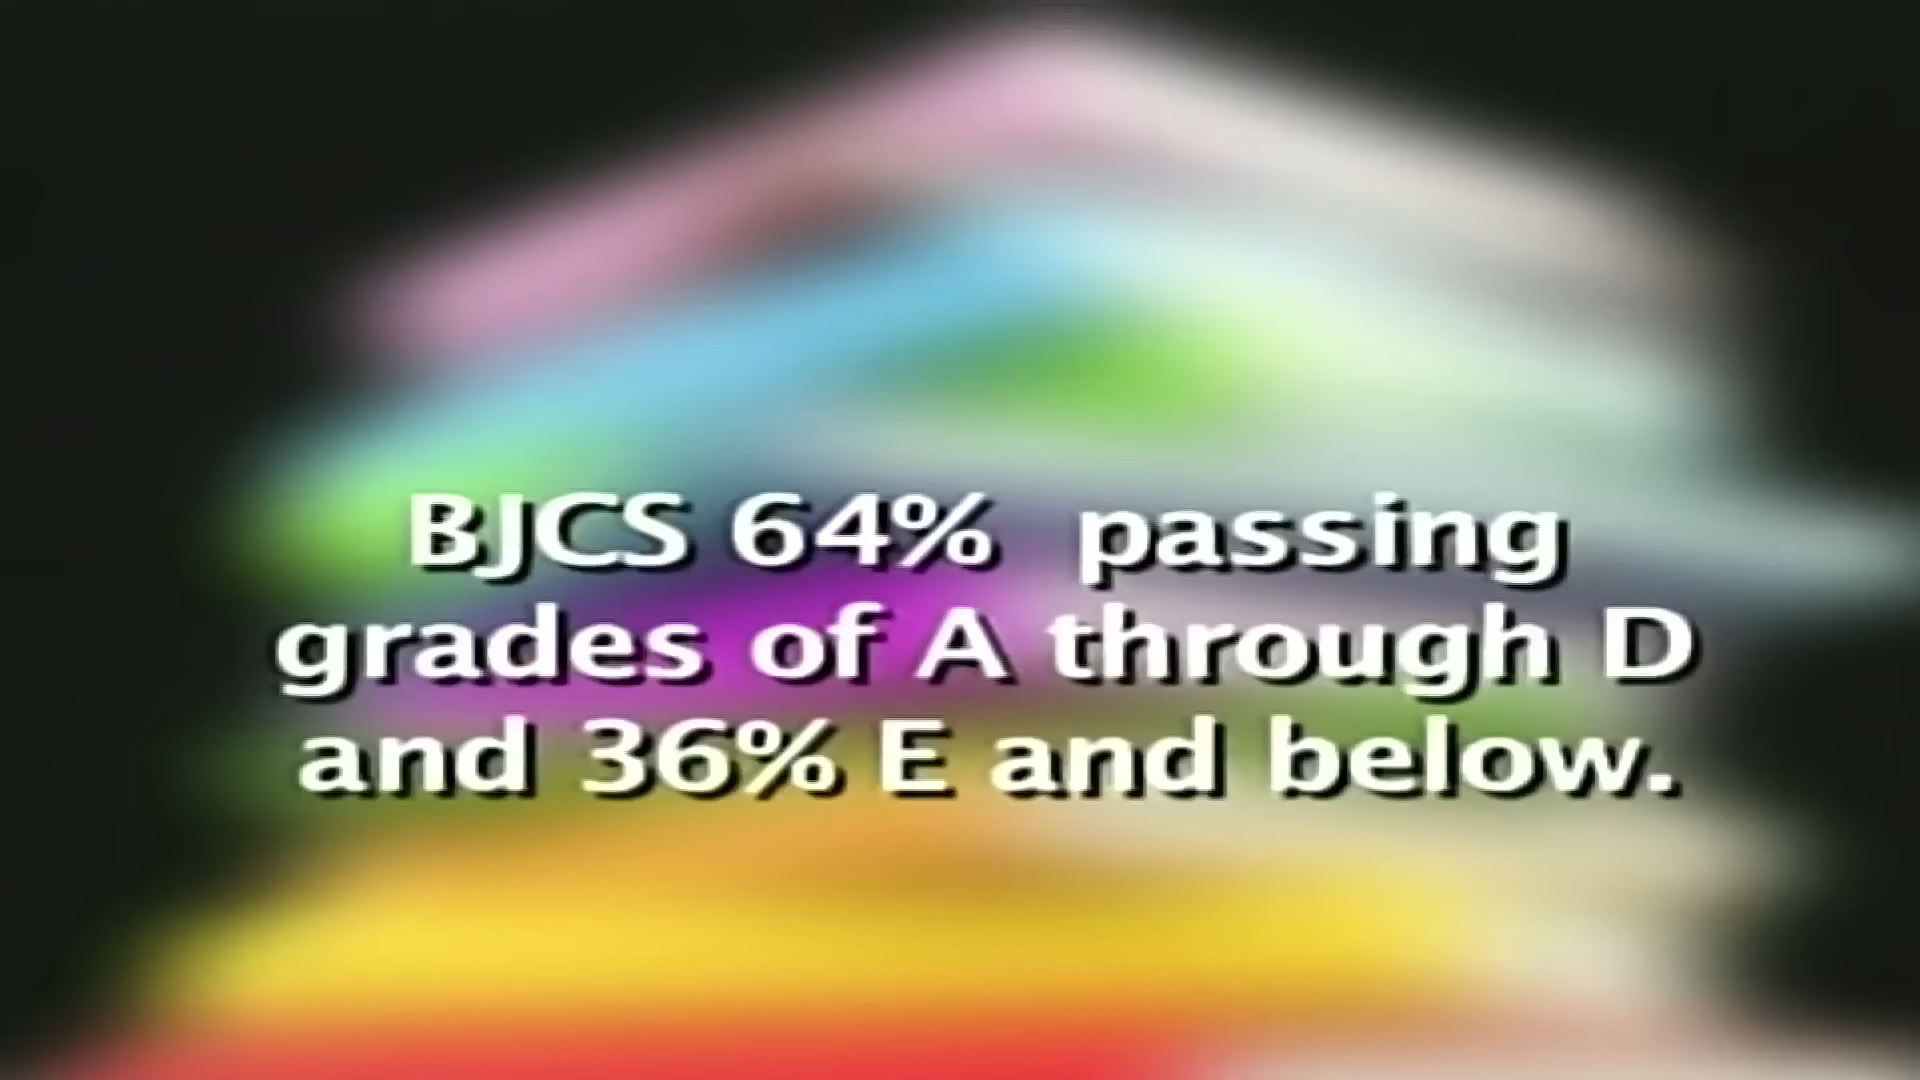 BJCS 64% passing
grades of A through D
and 36% E and below.